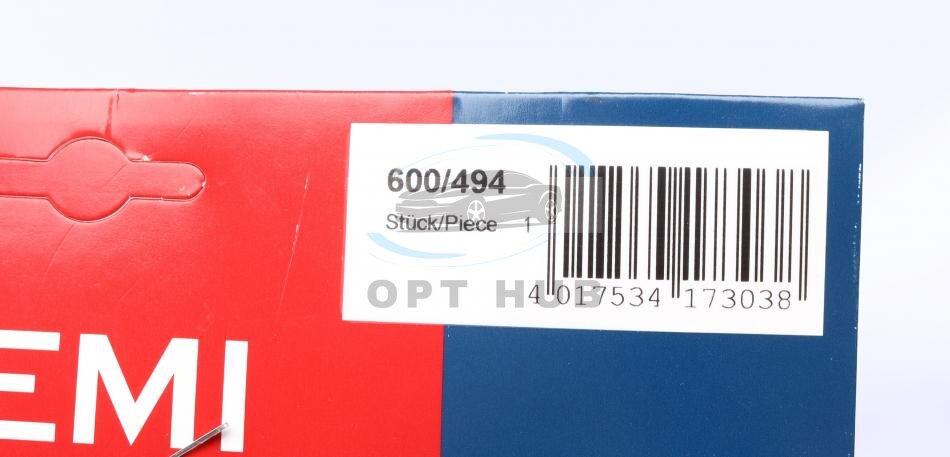 600/494
Stück/Piece 1
OPT HUB
4 017534 173038
EMI